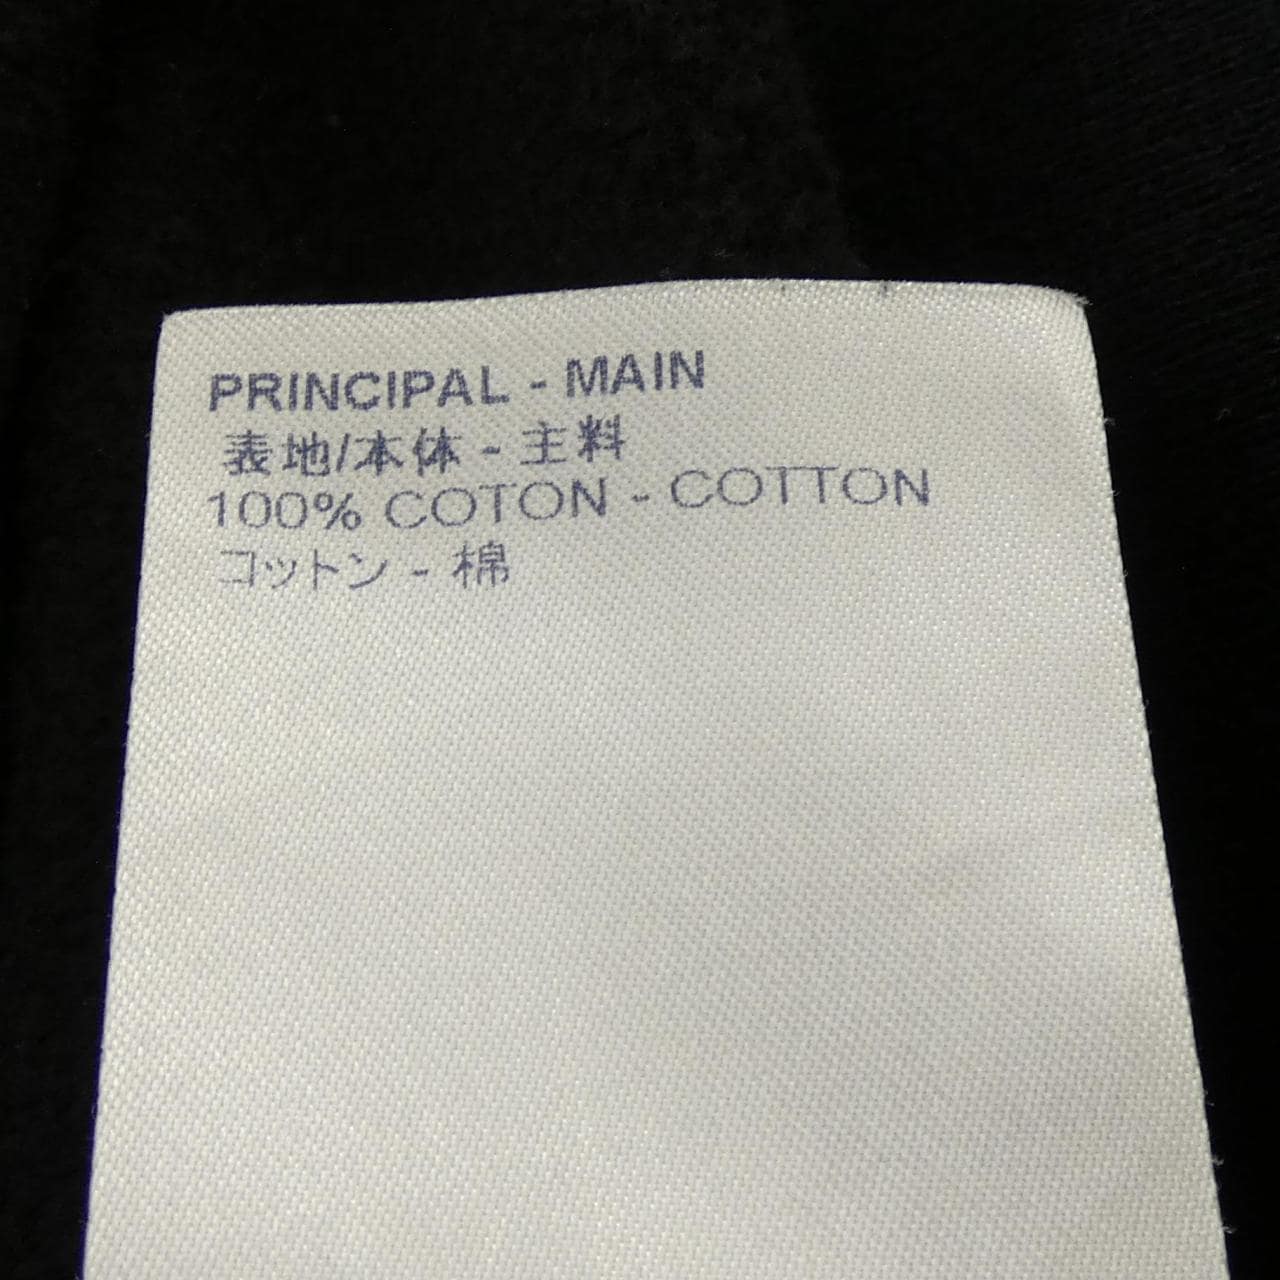 PRINCIPAL - MAIN
表地/本体 - 主料
100% COTON - COTTON
コットン - 棉